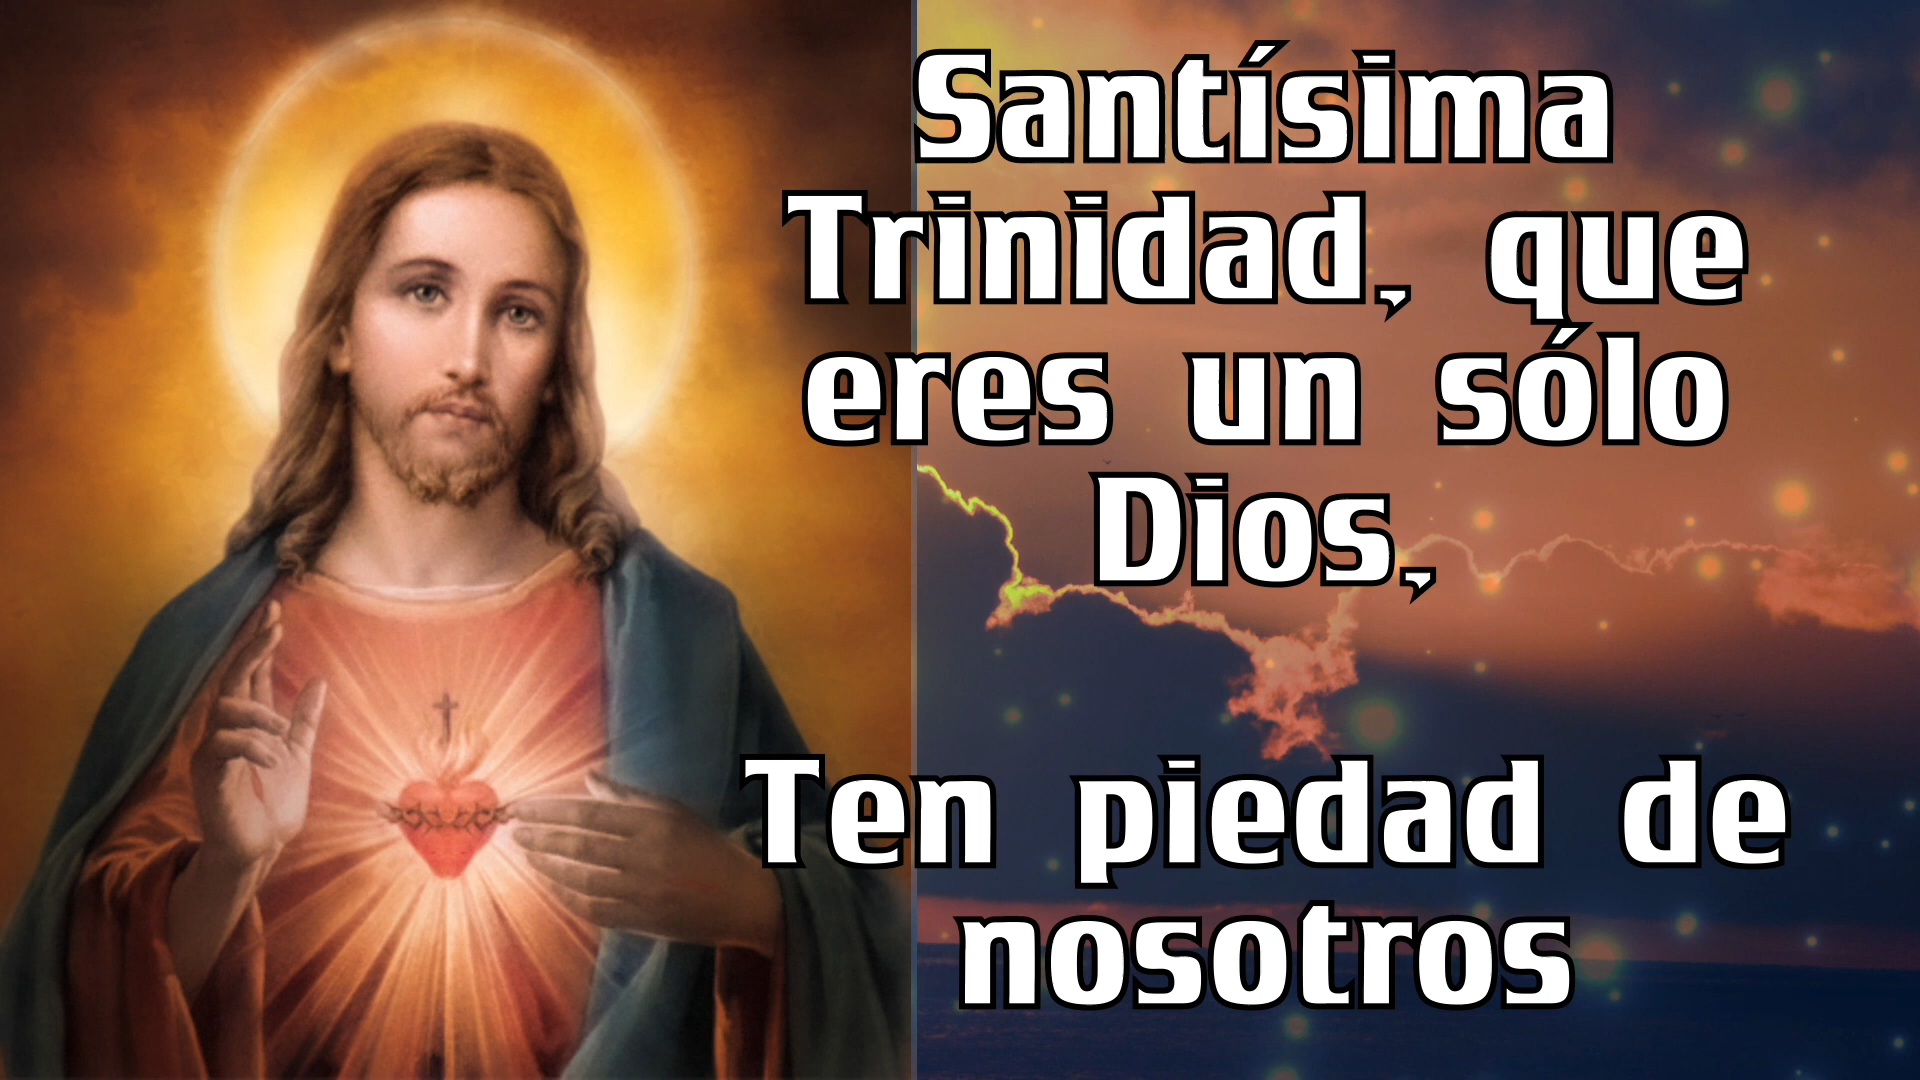 Santísima
Trinidad, que
eres un sólo
Dios,
Ten piedad de
nosotros